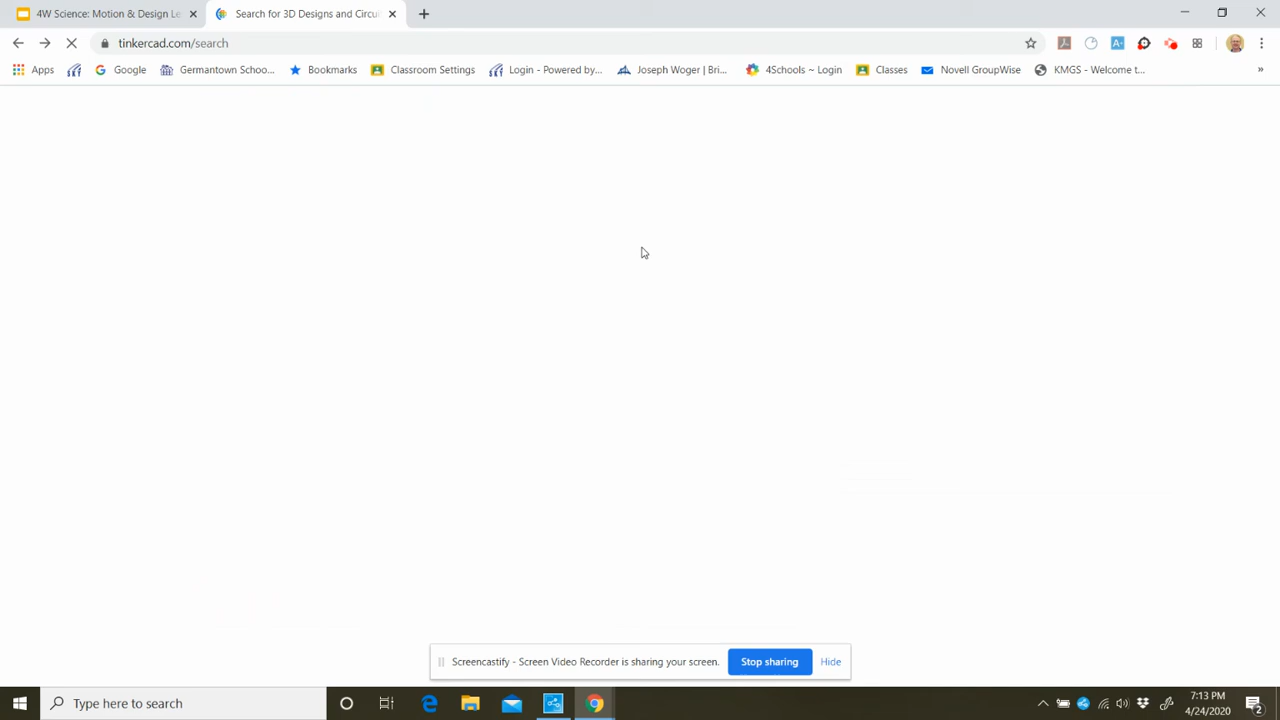 4W Science: Motion & Design Le
Search for 3D Designs and Circui
tinkercad.com/search
Apps
Google
Germantown Schoo...
Bookmarks
Classroom Settings
Login - Powered by...
Joseph Woger | Bri...
4Schools ~ Login
Classes
Novell GroupWise
KMGS - Welcome t...
»
Screencastify - Screen Video Recorder is sharing your screen.
Stop sharing
Hide
Type here to search
7:13 PM
4/24/2020
2